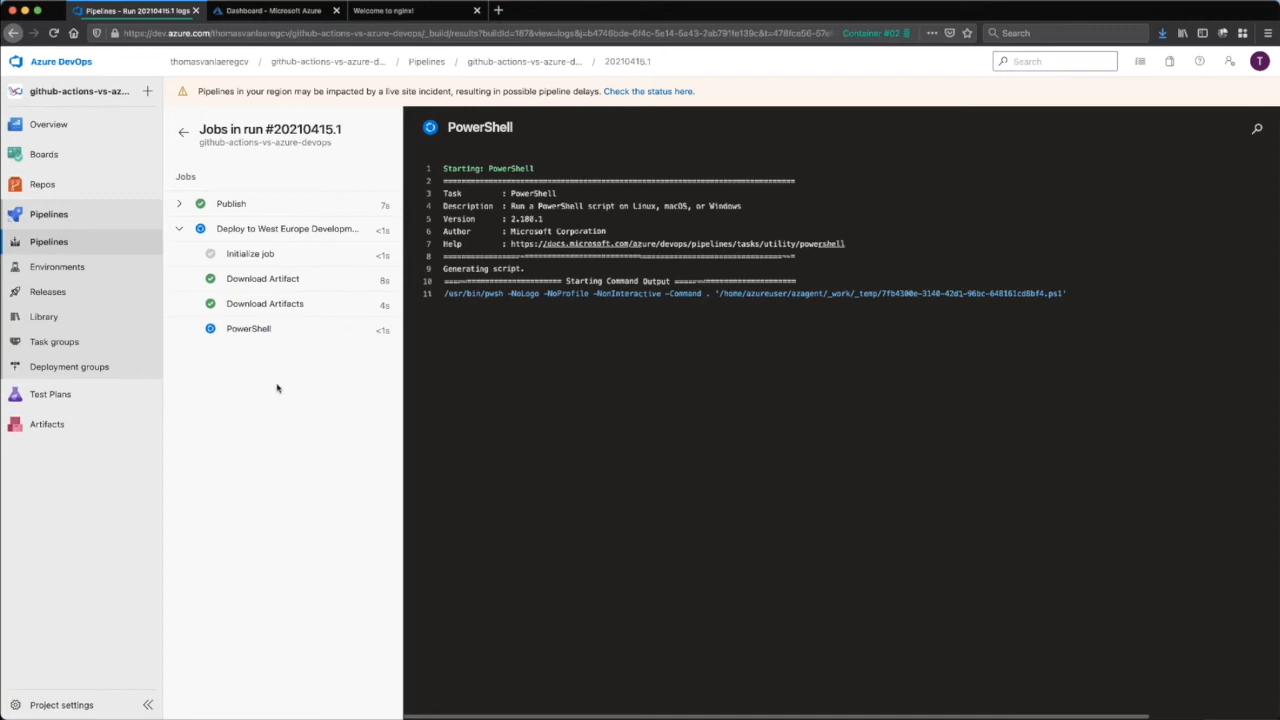 Pipelines - Run 20210415.1 logs
Dashboard - Microsoft Azure
Welcome to nginx!
Container #02
Search
Azure DevOps
thomasvanlaeregcv / github-actions-vs-azure-d... / Pipelines / github-actions-vs-azure-d... / 20210415.1
Search
T
github-actions-vs-az...
Pipelines in your region may be impacted by a live site incident, resulting in possible pipeline delays. Check the status here.
Overview
Boards
Repos
Pipelines
Pipelines
Environments
Releases
Library
Task groups
Deployment groups
Test Plans
Artifacts
Project settings
Jobs in run #20210415.1
github-actions-vs-azure-devops
Jobs
Publish 7s
Deploy to West Europe Developm... <1s
Initialize job <1s
Download Artifact 8s
Download Artifacts 4s
PowerShell <1s
PowerShell
1 Starting: PowerShell
2 ==============================================================================
3 Task : PowerShell
4 Description : Run a PowerShell script on Linux, macOS, or Windows
5 Version : 2.180.1
6 Author : Microsoft Corporation
7 Help : https://docs.microsoft.com/azure/devops/pipelines/tasks/utility/powershell
8 ==============================================================================
9 Generating script.
10 ========================== Starting Command Output ===========================
11 /usr/bin/pwsh -NoLogo -NoProfile -NonInteractive -Command . '/home/azureuser/azagent/_work/_temp/7fb4300e-3140-42d1-96bc-648161cd8bf4.ps1'